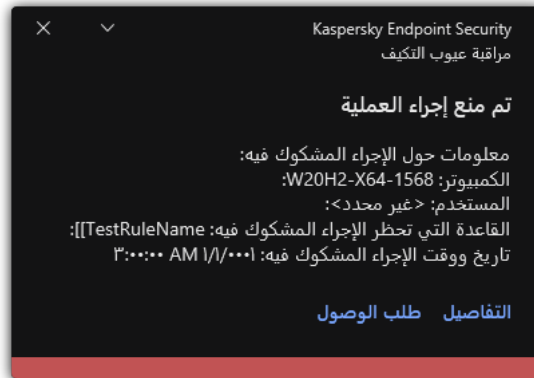 Kaspersky Endpoint Security
مراقبة عيوب التكيف
تم منع إجراء العملية
معلومات حول الإجراء المشكوك فيه:
الكمبيوتر: W20H2-X64-1568:
المستخدم: <غير محدد>:
القاعدة التي تحظر الإجراء المشكوك فيه: TestRuleName]]:
تاريخ ووقت الإجراء المشكوك فيه: ١/١/٠٠٠١ ٣:٠٠:٠٠ AM
التفاصيل طلب الوصول